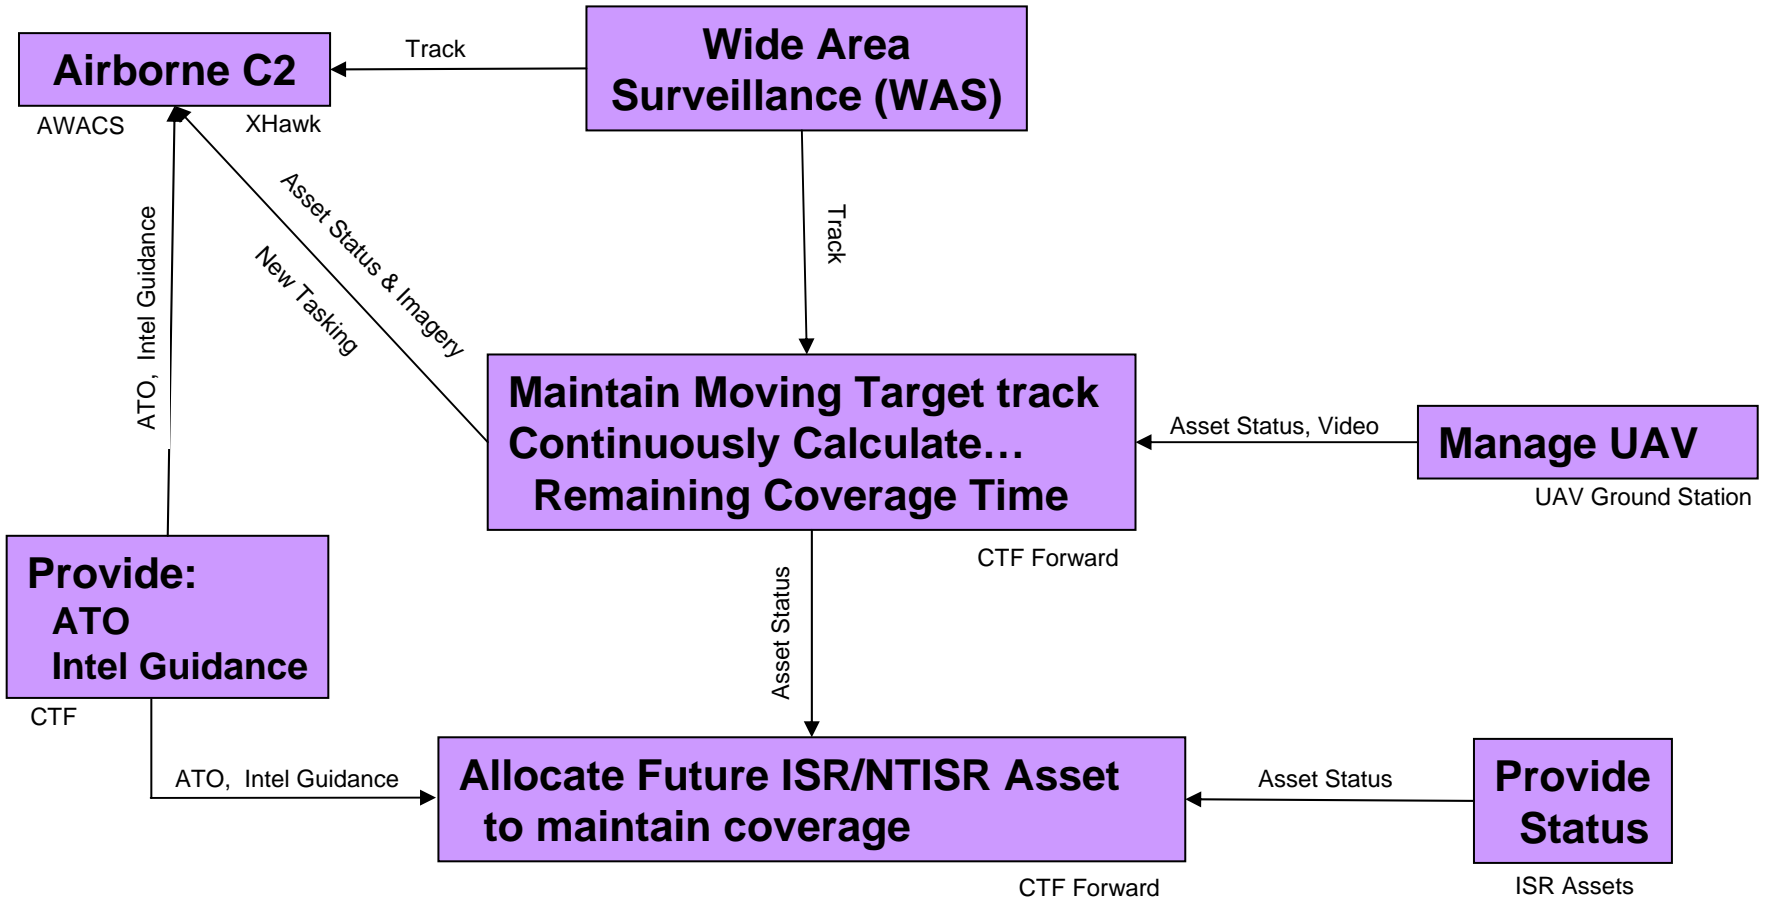 Airborne C2
AWACS
XHawk
Track
Wide Area
Surveillance (WAS)
Track
ATO,  Intel Guidance
Asset Status & Imagery
New Tasking
Maintain Moving Target track
Continuously Calculate…
Remaining Coverage Time
CTF Forward
Asset Status, Video
Manage UAV
UAV Ground Station
Provide:
ATO
Intel Guidance
CTF
Asset Status
ATO,  Intel Guidance
Allocate Future ISR/NTISR Asset
to maintain coverage
CTF Forward
Asset Status
Provide
Status
ISR Assets